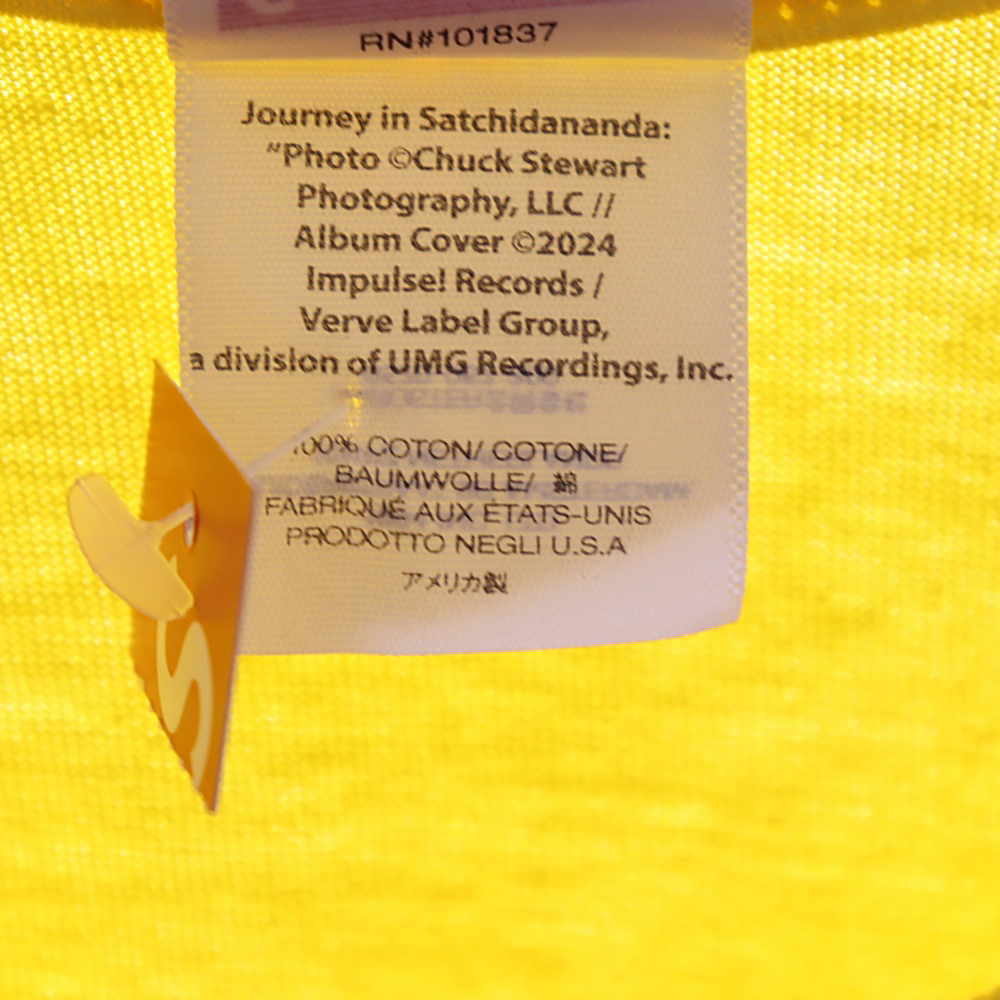 RN#101837
Journey in Satchidananda:
"Photo ©Chuck Stewart
Photography, LLC //
Album Cover ©2024
Impulse! Records /
Verve Label Group,
a division of UMG Recordings, Inc.
100% COTON/ COTONE/
BAUMWOLLE/ 綿
FABRIQUÉ AUX ÉTATS-UNIS
PRODOTTO NEGLI U.S.A
アメリカ製
S